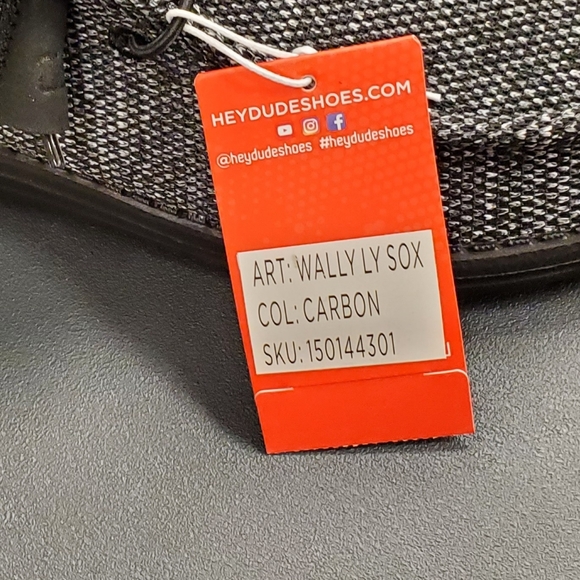 HEYDUDESHOES.COM
@heydudeshoes #heydudeshoes
ART: WALLY LY SOX
COL: CARBON
SKU: 150144301